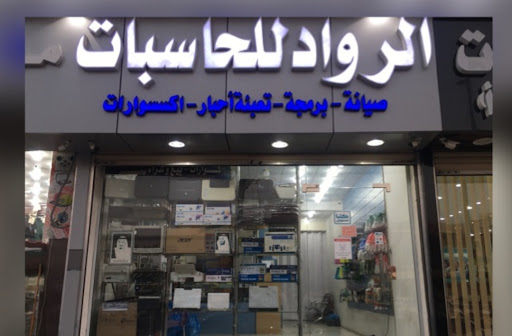 الرواد للحاسبات
صيانة - برمجة - تعبئة أحبار - اكسسوارات